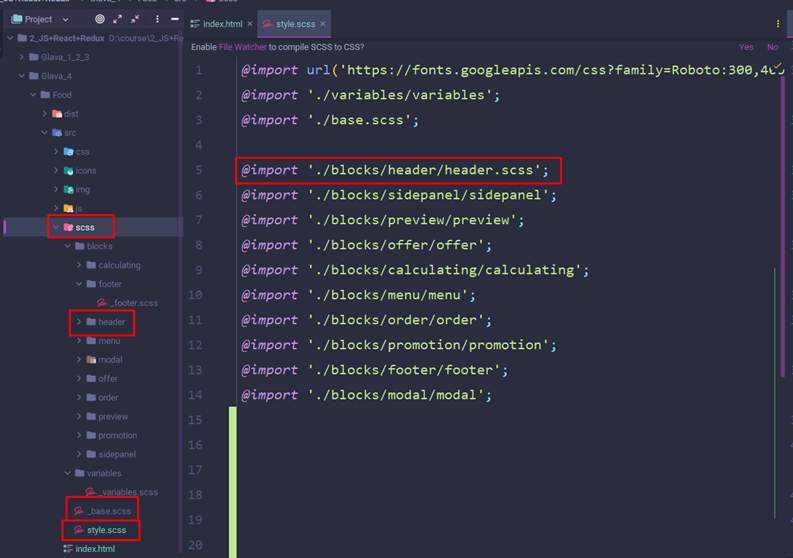 Project
index.html
style.scss
2_JS+React+Redux D:\course\2_JS+Re
Glava_1_2_3
Glava_4
Food
dist
src
css
icons
img
js
scss
blocks
calculating
footer
_footer.scss
header
menu
modal
offer
order
preview
promotion
sidepanel
variables
_variables.scss
_base.scss
style.scss
index.html
Enable File Watcher to compile SCSS to CSS? Yes No
1 @import url('https://fonts.googleapis.com/css?family=Roboto:300,40
2 @import './variables/variables';
3 @import './base.scss';
4
5 @import './blocks/header/header.scss';
6 @import './blocks/sidepanel/sidepanel';
7 @import './blocks/preview/preview';
8 @import './blocks/offer/offer';
9 @import './blocks/calculating/calculating';
10 @import './blocks/menu/menu';
11 @import './blocks/order/order';
12 @import './blocks/promotion/promotion';
13 @import './blocks/footer/footer';
14 @import './blocks/modal/modal';
15
16
17
18
19
20